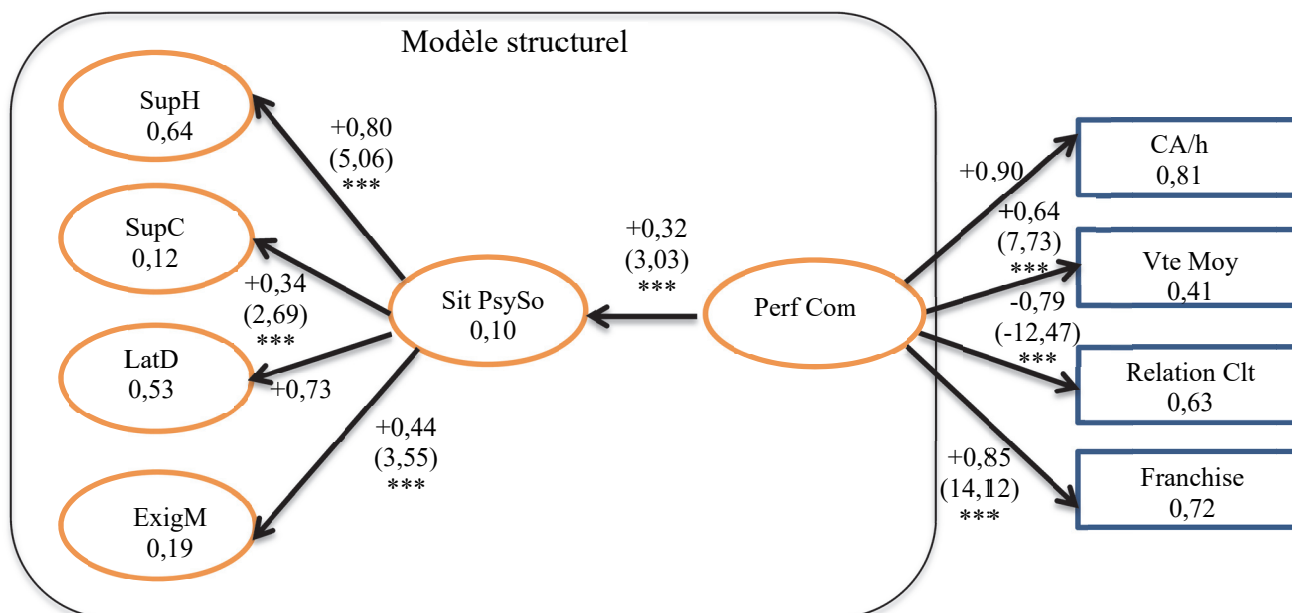 Modèle structurel
SupH
0,64
+0,80
(5,06)
***
SupC
0,12
+0,34
(2,69)
***
LatD
0,53
+0,73
ExigM
0,19
+0,44
(3,55)
***
Sit PsySo
0,10
+0,32
(3,03)
***
Perf Com
+0,90
CA/h
0,81
+0,64
(7,73)
***
Vte Moy
0,41
-0,79
(-12,47)
***
Relation Clt
0,63
+0,85
(14,12)
***
Franchise
0,72